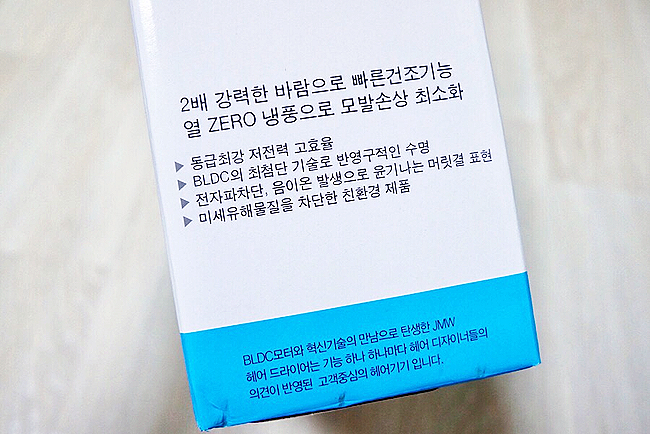 2배 강력한 바람으로 빠른건조기능
열 ZERO 냉풍으로 모발손상 최소화
▶ 동급최강 저전력 고효율
▶ BLDC의 최첨단 기술로 반영구적인 수명
▶ 전자파차단, 음이온 발생으로 윤기나는 머릿결 표현
▶ 미세유해물질을 차단한 친환경 제품
BLDC모터와 혁신기술의 만남으로 탄생한 JMW
헤어 드라이어는 기능 하나 하나마다 헤어 디자이너들의
의견이 반영된 고객중심의 헤어기기 입니다.